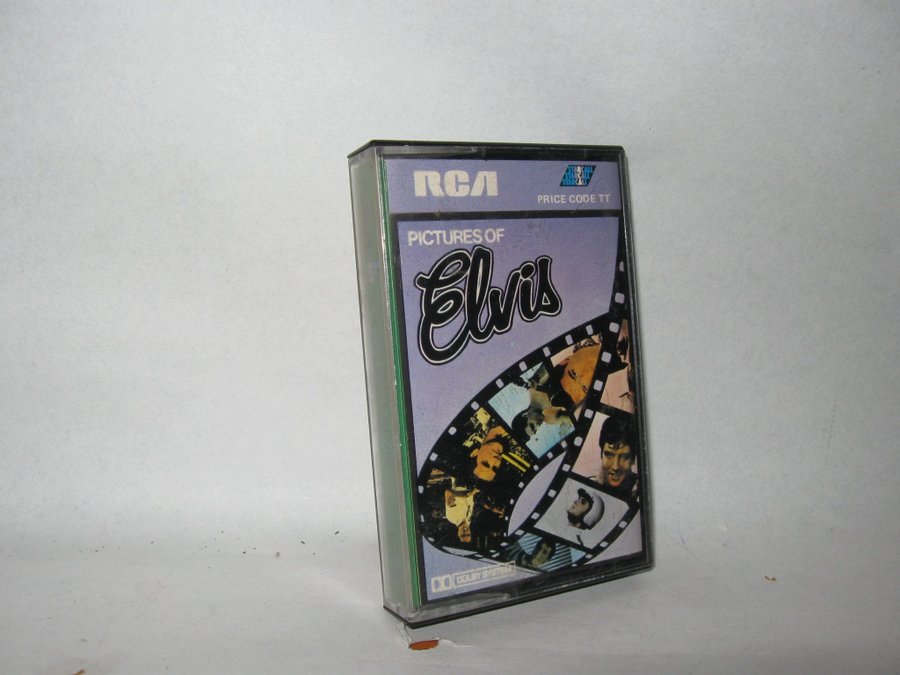 RCA
PRICE CODE TT
PICTURES OF
Elvis
DOLBY SYSTEM